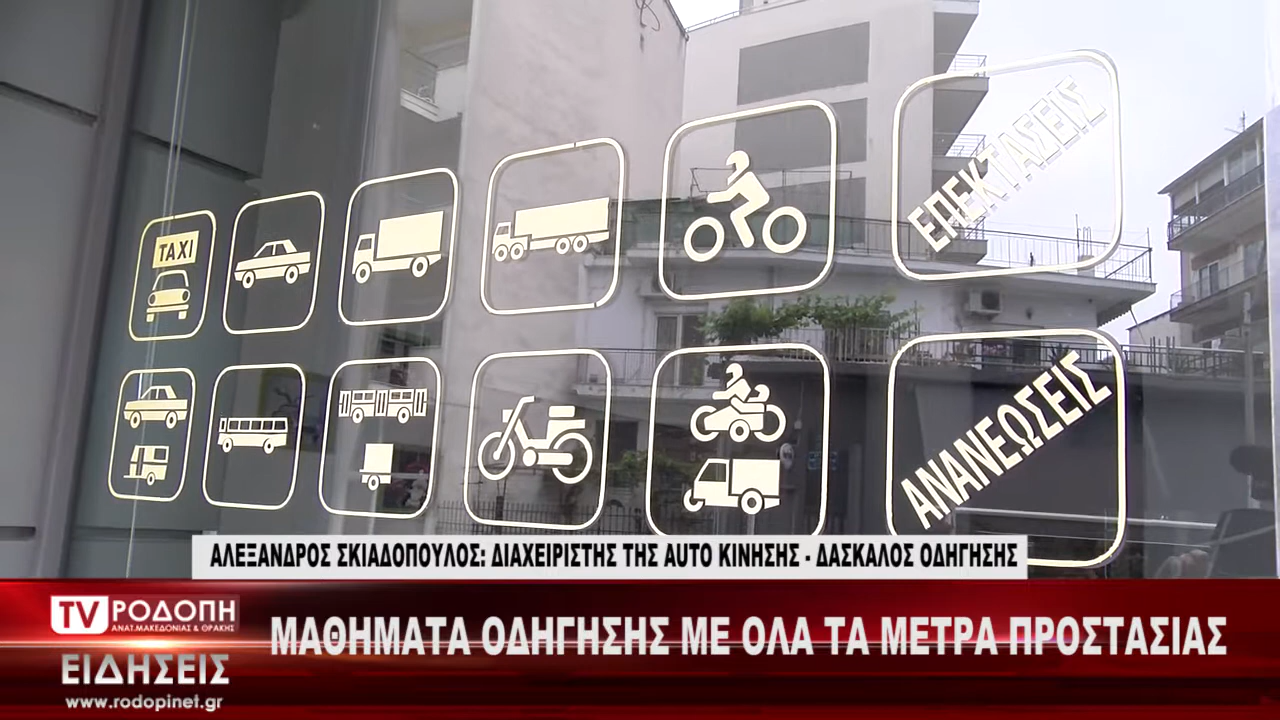 TAXI
ΕΠΕΚΤΑΣΕΙΣ
ΑΝΑΝΕΩΣΕΙΣ
ΑΛΕΞΑΝΔΡΟΣ ΣΚΙΑΔΟΠΟΥΛΟΣ: ΔΙΑΧΕΙΡΙΣΤΗΣ ΤΗΣ AUTO ΚΙΝΗΣΗΣ - ΔΑΣΚΑΛΟΣ ΟΔΗΓΗΣΗΣ
TV ΡΟΔΟΠΗ
ΑΝΑΤ.ΜΑΚΕΔΟΝΙΑΣ & ΘΡΑΚΗΣ
ΕΙΔΗΣΕΙΣ
www.rodopinet.gr
ΜΑΘΗΜΑΤΑ ΟΔΗΓΗΣΗΣ ΜΕ ΟΛΑ ΤΑ ΜΕΤΡΑ ΠΡΟΣΤΑΣΙΑΣ